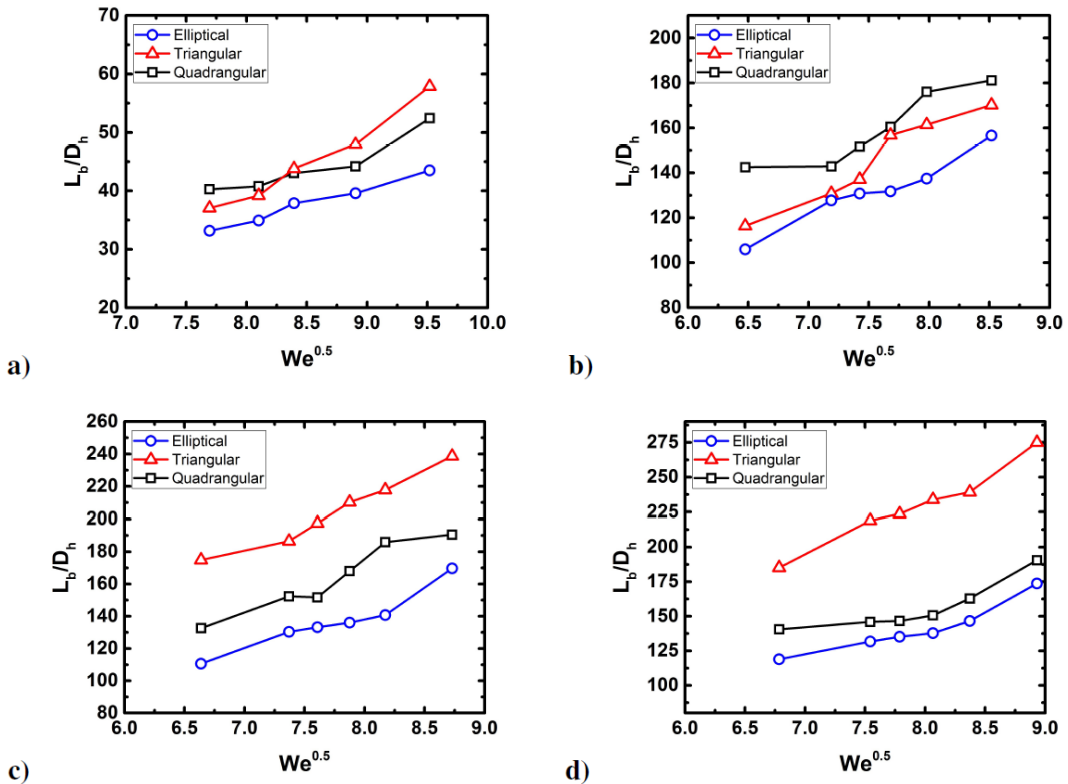 70
60
50
40
30
20
L_b/D_h
Elliptical
Triangular
Quadrangular
7.0 7.5 8.0 8.5 9.0 9.5 10.0
We^0.5
a)
200
180
160
140
120
100
80
L_b/D_h
Elliptical
Triangular
Quadrangular
6.0 6.5 7.0 7.5 8.0 8.5 9.0
We^0.5
b)
260
240
220
200
180
160
140
120
100
80
L_b/D_h
Elliptical
Triangular
Quadrangular
6.0 6.5 7.0 7.5 8.0 8.5 9.0
We^0.5
c)
275
250
225
200
175
150
125
100
L_b/D_h
Elliptical
Triangular
Quadrangular
6.0 6.5 7.0 7.5 8.0 8.5 9.0
We^0.5
d)